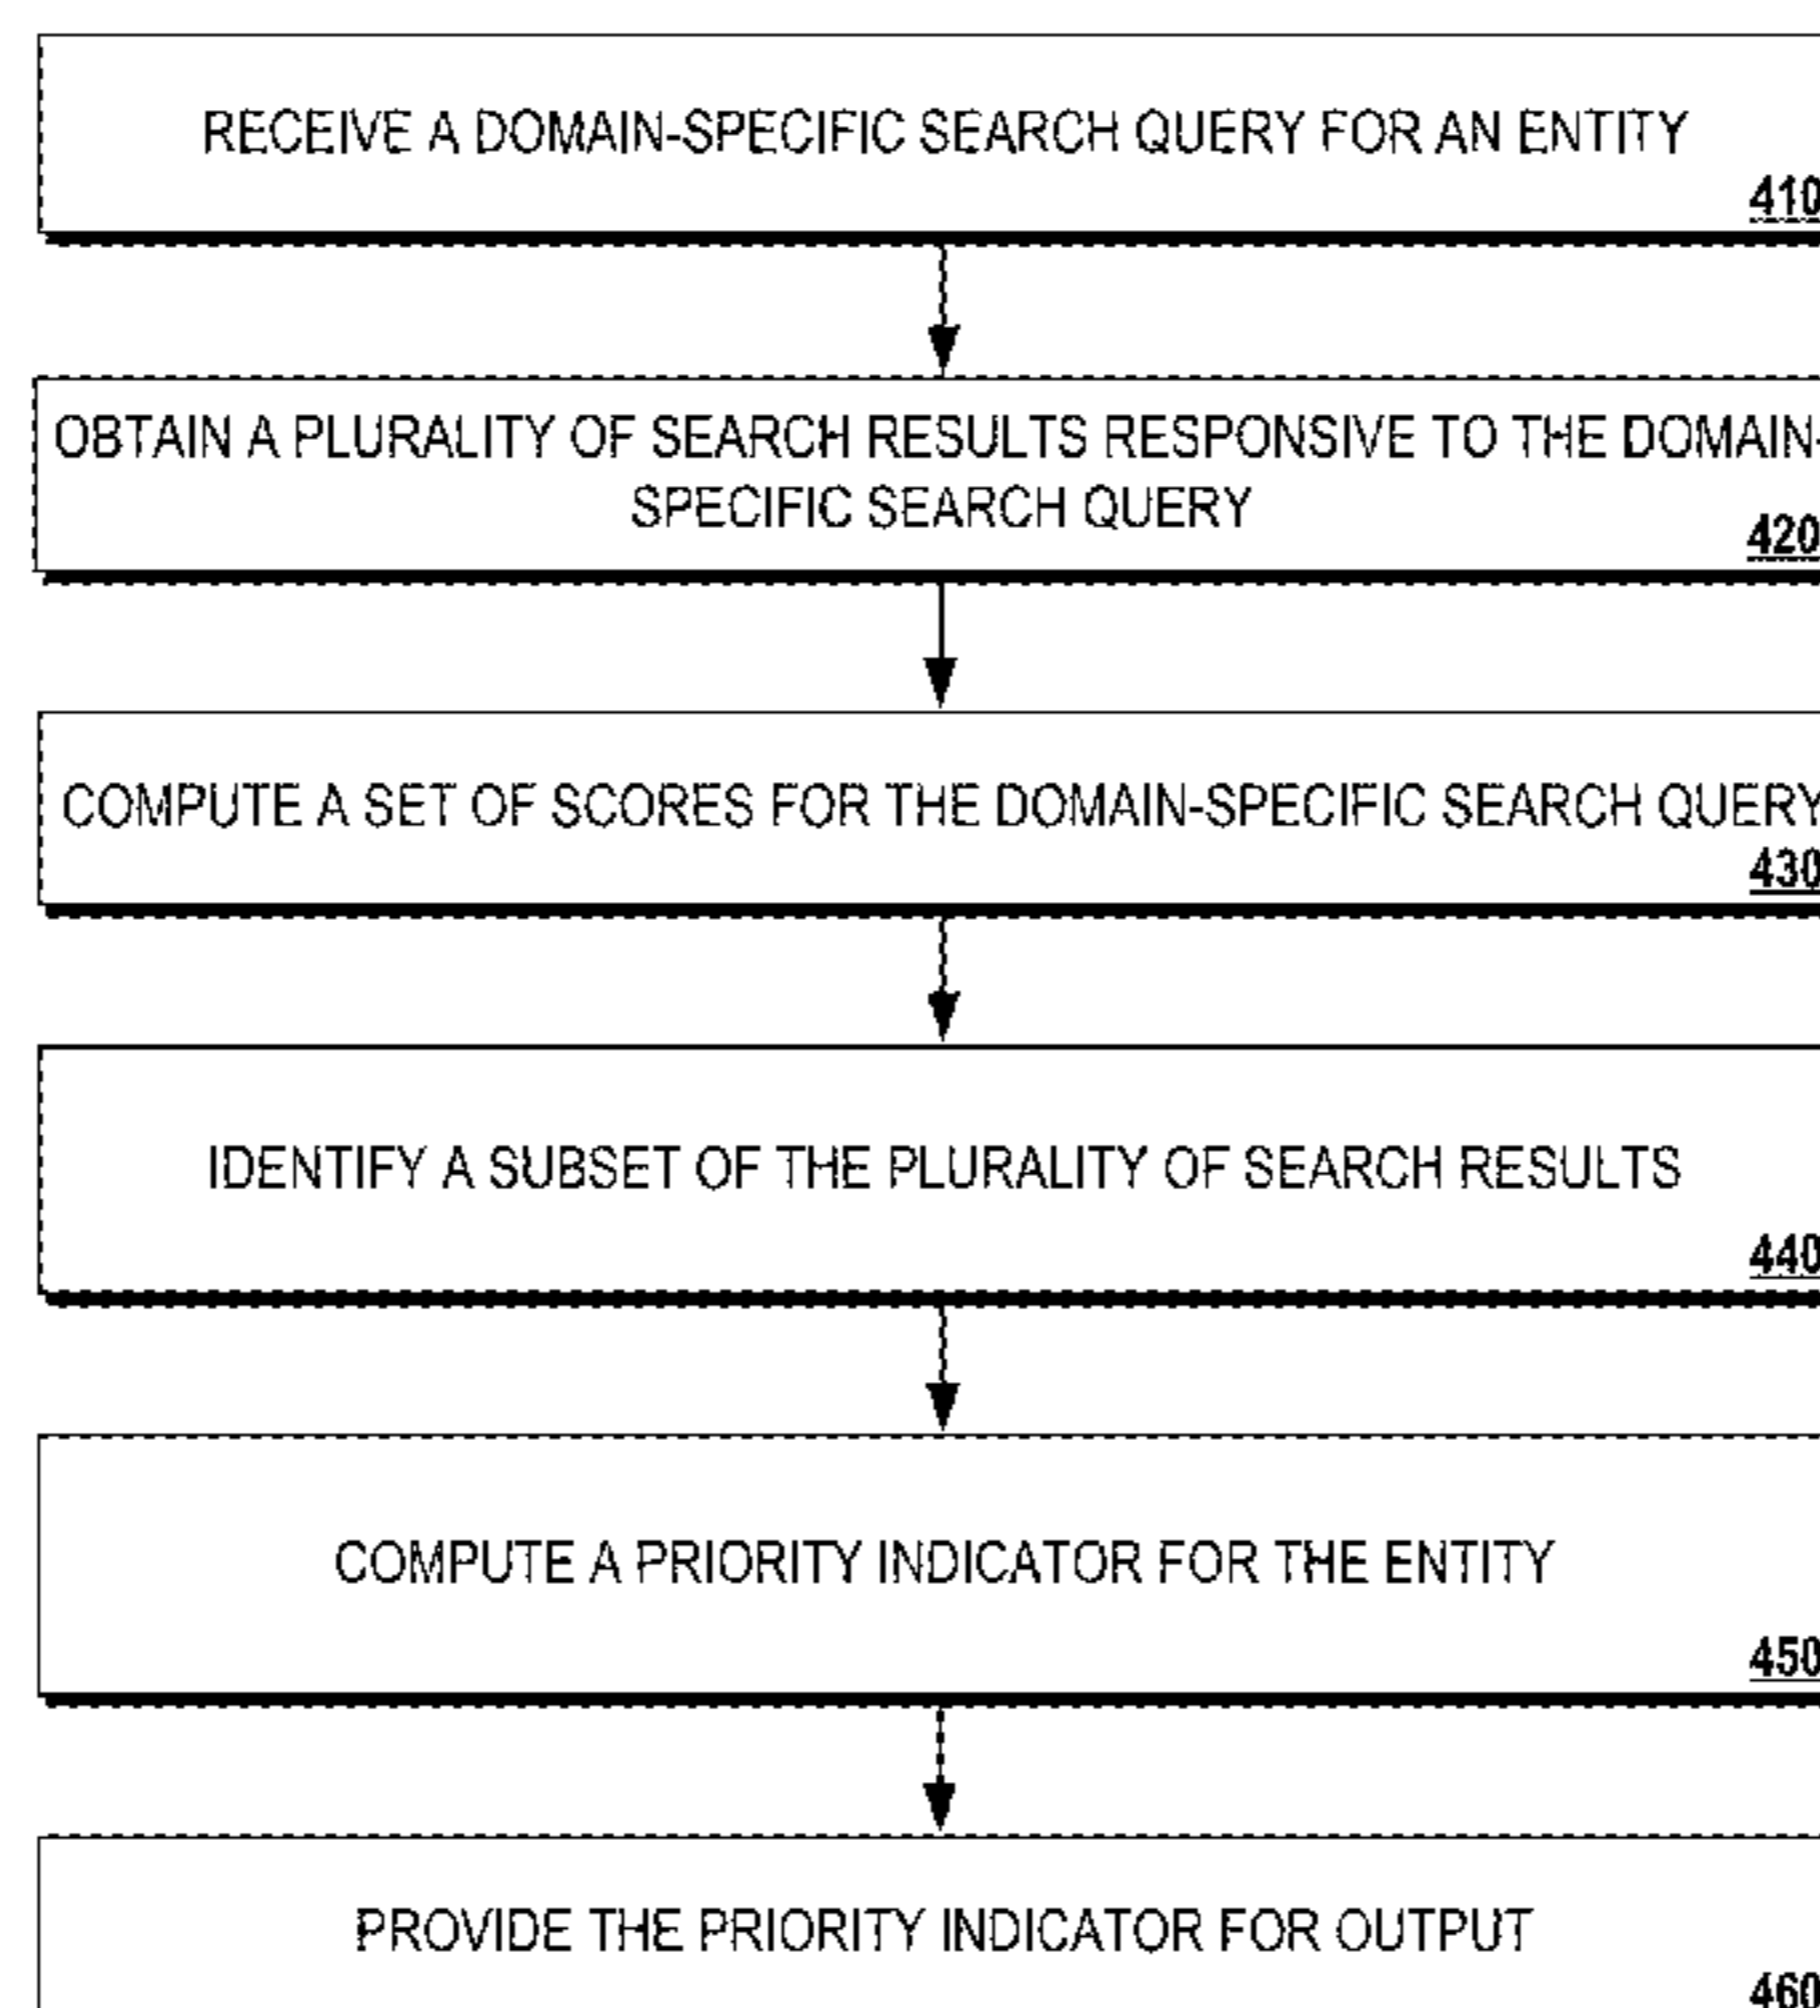 RECEIVE A DOMAIN-SPECIFIC SEARCH QUERY FOR AN ENTITY
410
OBTAIN A PLURALITY OF SEARCH RESULTS RESPONSIVE TO THE DOMAIN-
SPECIFIC SEARCH QUERY
420
COMPUTE A SET OF SCORES FOR THE DOMAIN-SPECIFIC SEARCH QUERY
430
IDENTIFY A SUBSET OF THE PLURALITY OF SEARCH RESULTS
440
COMPUTE A PRIORITY INDICATOR FOR THE ENTITY
450
PROVIDE THE PRIORITY INDICATOR FOR OUTPUT
460